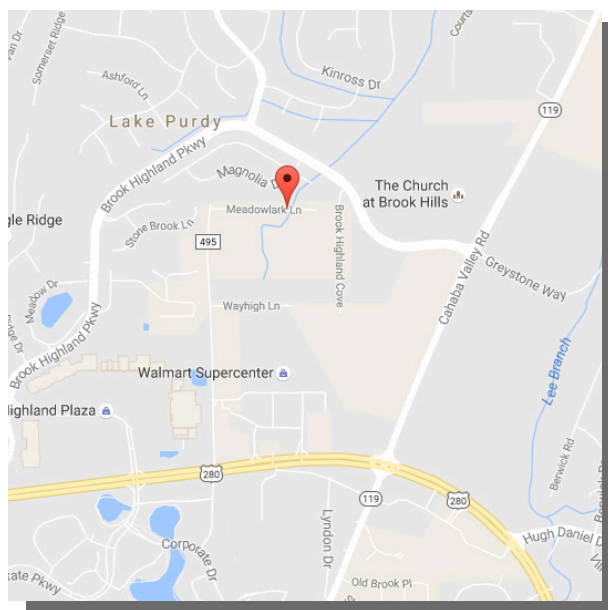 Courts
Kinross Dr
Somerset Ridge
Ashford Ln
119
Lake Purdy
Brook Highland Pkwy
Magnolia D
The Church
at Brook Hills
Meadowlark Ln
gle Ridge
Stone Brook Ln
495
Brook Highland Cove
Cahaba Valley Rd
Greystone Way
Meadow Dr
Wayhigh Ln
Brook Highland Pkwy
Lee Branch
Walmart Supercenter
Highland Plaza
280
119
280
Berwick Rd
Lyndon Dr
Hugh Daniel D
Corporate Dr
Old Brook Pl
kate Pkwy